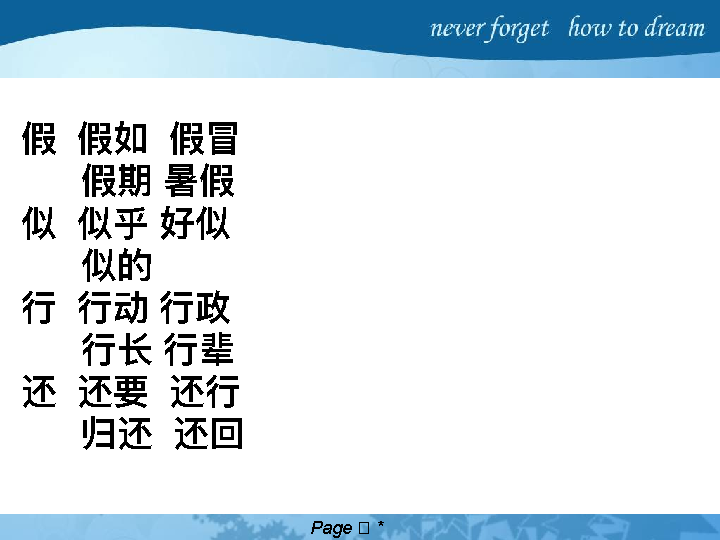 never forget how to dream
假 假如 假冒
假期 暑假
似 似乎 好似
似的
行 行动 行政
行长 行辈
还 还要 还行
归还 还回
Page □ *